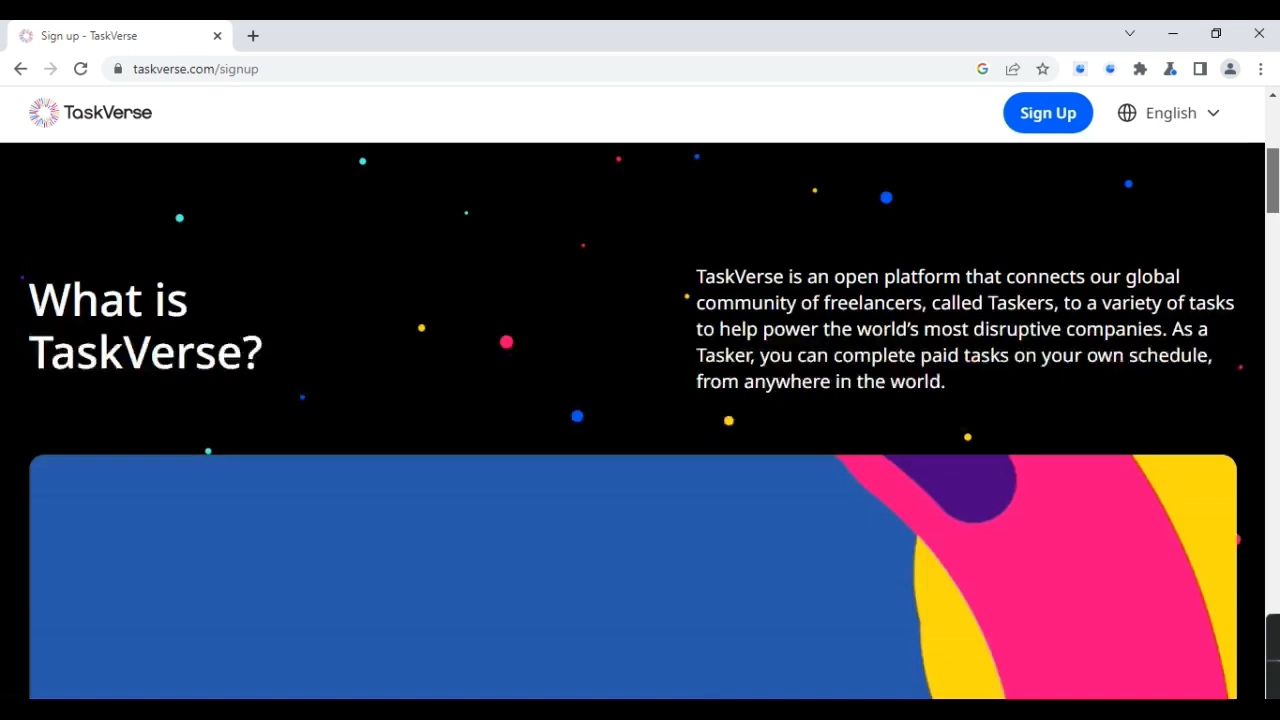 Sign up - TaskVerse
taskverse.com/signup
TaskVerse
Sign Up
English
What is
TaskVerse?
TaskVerse is an open platform that connects our global
community of freelancers, called Taskers, to a variety of tasks
to help power the world’s most disruptive companies. As a
Tasker, you can complete paid tasks on your own schedule,
from anywhere in the world.